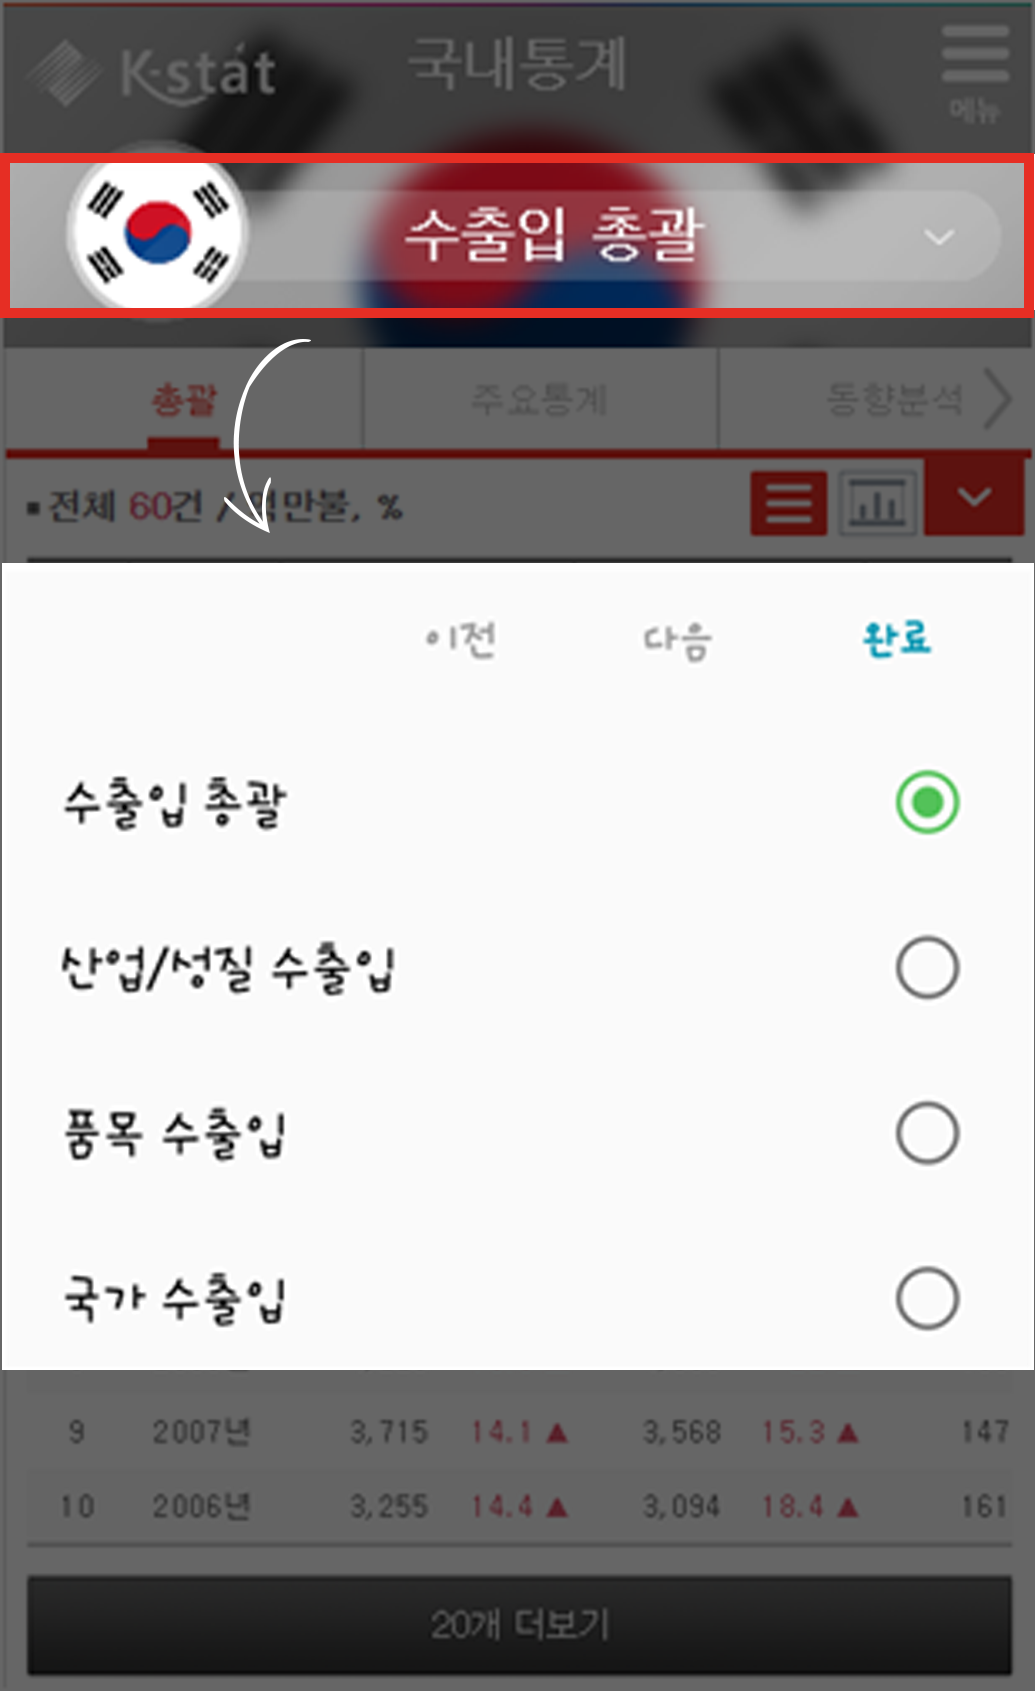 K-stat 국내통계
메뉴
수출입 총괄
총괄 주요통계 동향분석
전체 60건 / 만불, %
이전 다음 완료
수출입 총괄
산업/성질 수출입
품목 수출입
국가 수출입
9 2007년 3,715 14.1 ▲ 3,568 15.3 ▲ 147
10 2006년 3,255 14.4 ▲ 3,094 18.4 ▲ 161
20개 더보기